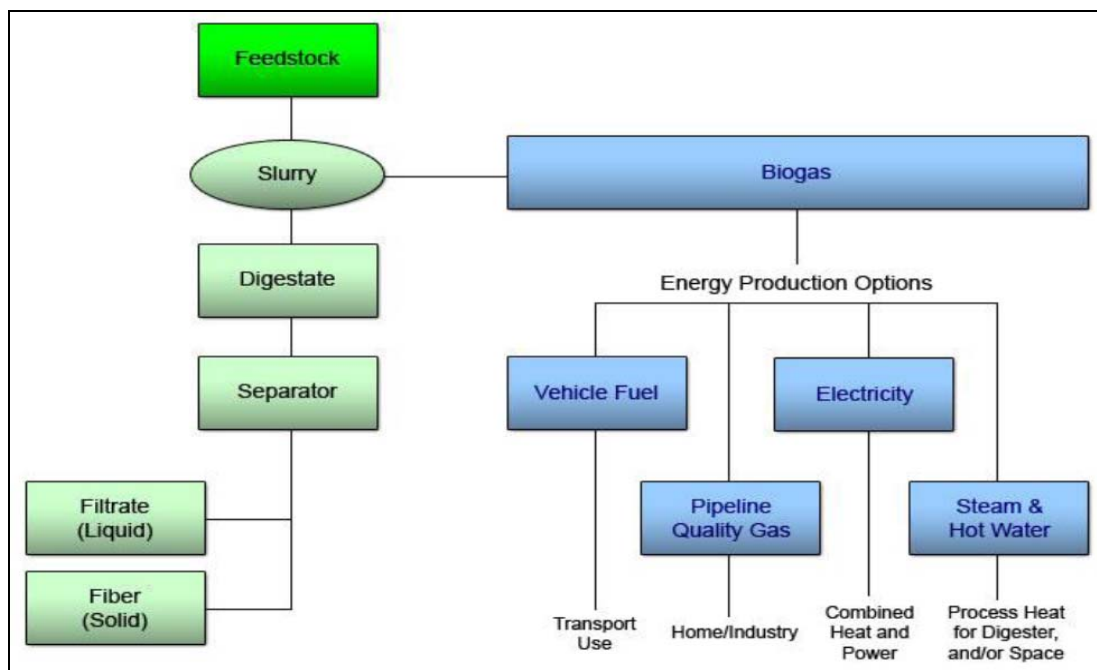 Feedstock
Slurry
Biogas
Digestate
Energy Production Options
Separator
Vehicle Fuel
Electricity
Filtrate
(Liquid)
Pipeline
Quality Gas
Steam &
Hot Water
Fiber
(Solid)
Transport
Use
Home/Industry
Combined
Heat and
Power
Process Heat
for Digester,
and/or Space